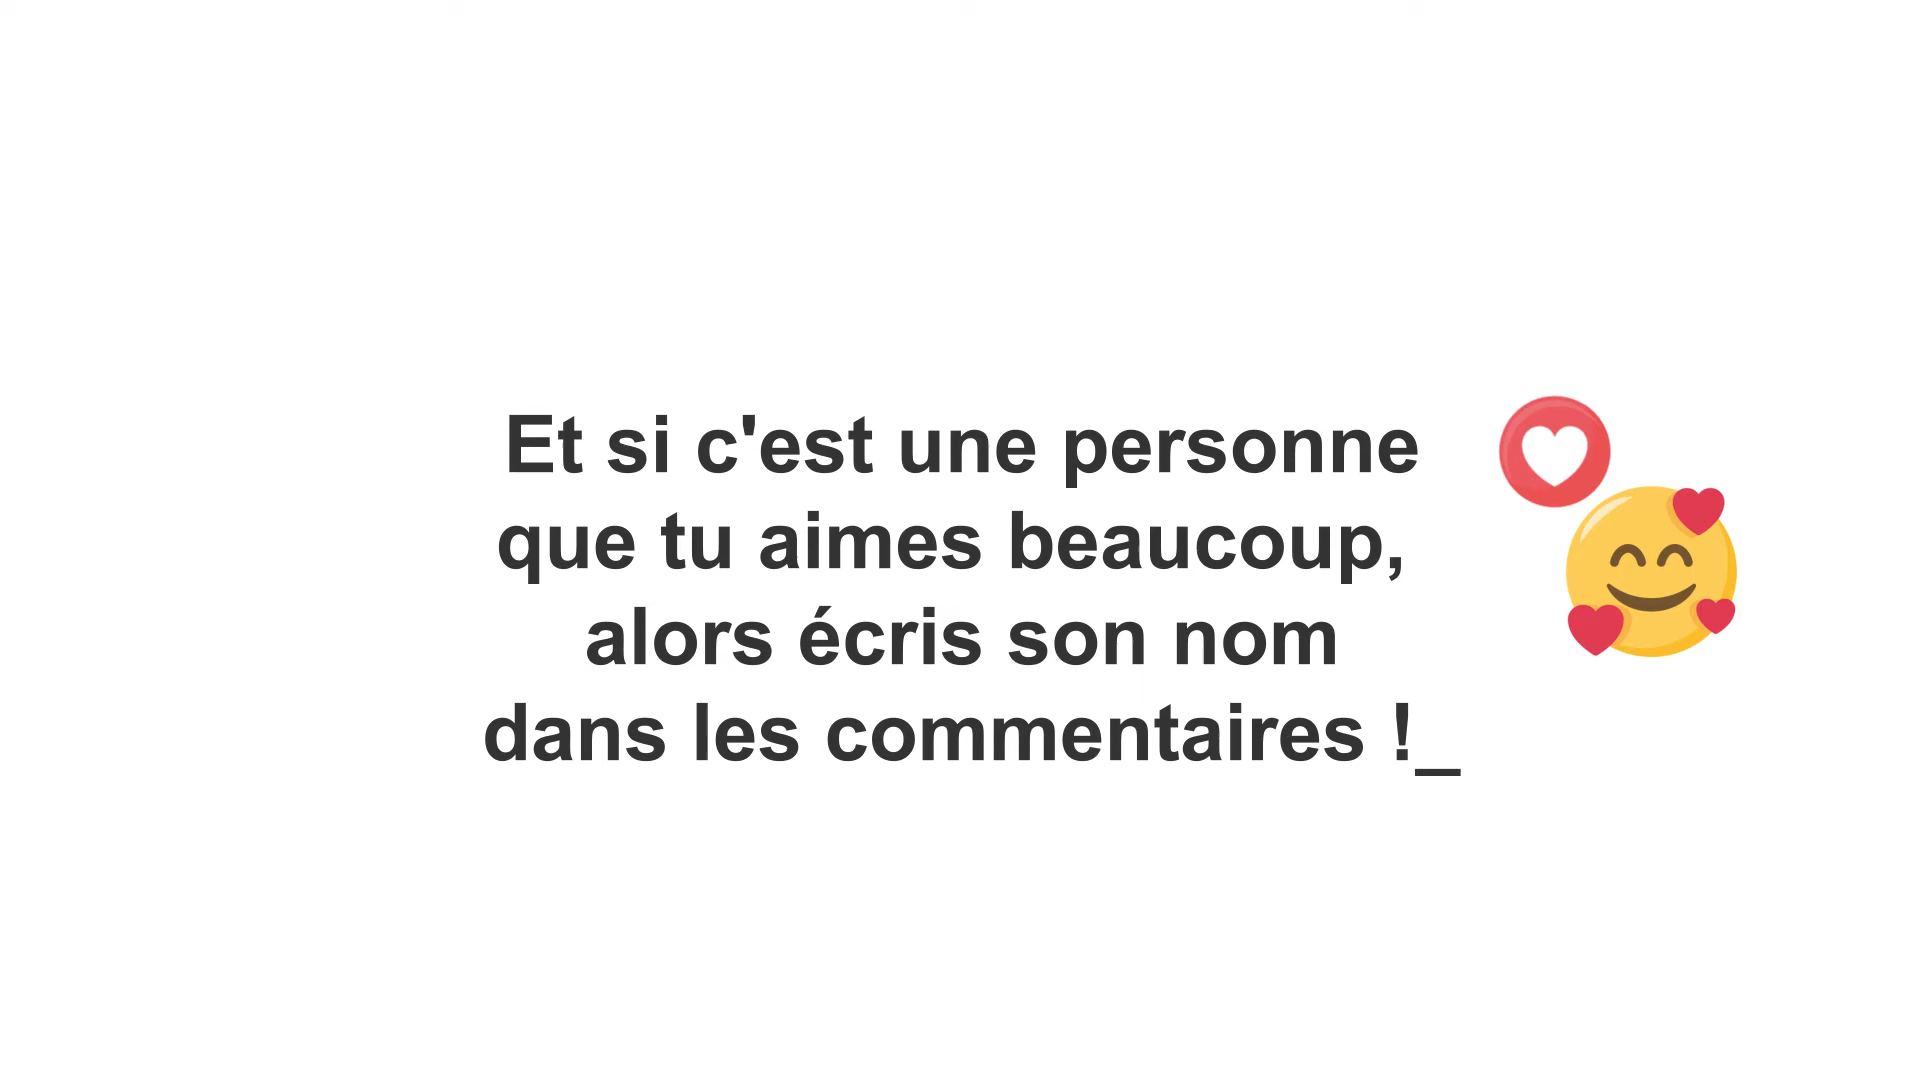 Et si c'est une personne
que tu aimes beaucoup,
alors écris son nom
dans les commentaires !_